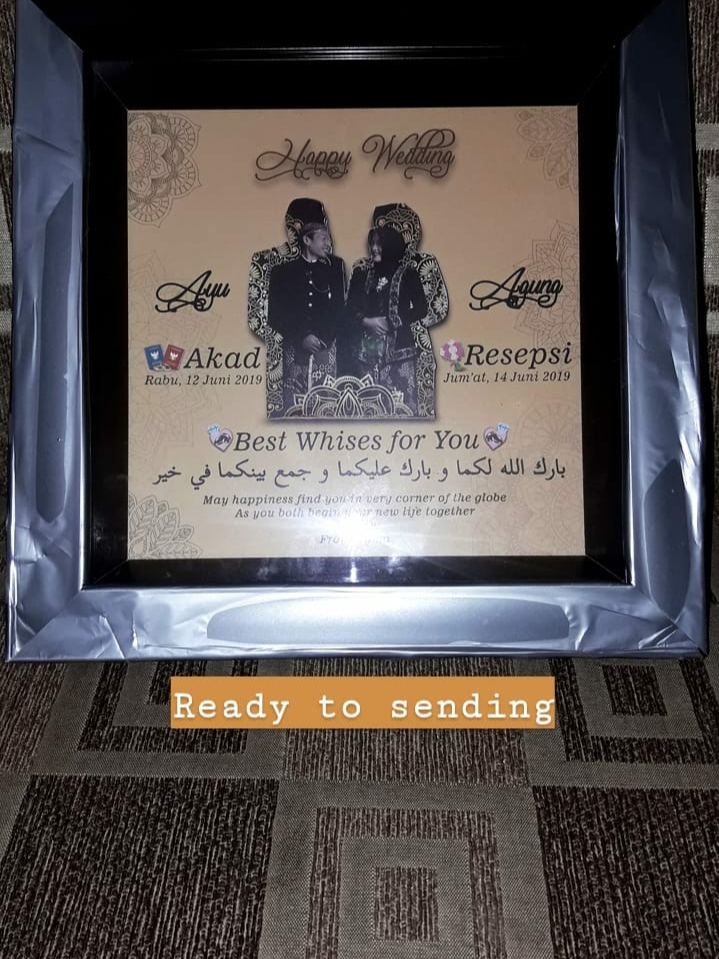 Happy Wedding
Ayu
Agung
Akad
Rabu, 12 Juni 2019
Resepsi
Jum'at, 14 Juni 2019
Best Whises for You
بارك الله لكما و بارك عليكما و جمع بينكما في خير
May happiness find you in very corner of the globe
As you both begin your new life together
From
Ready to sending